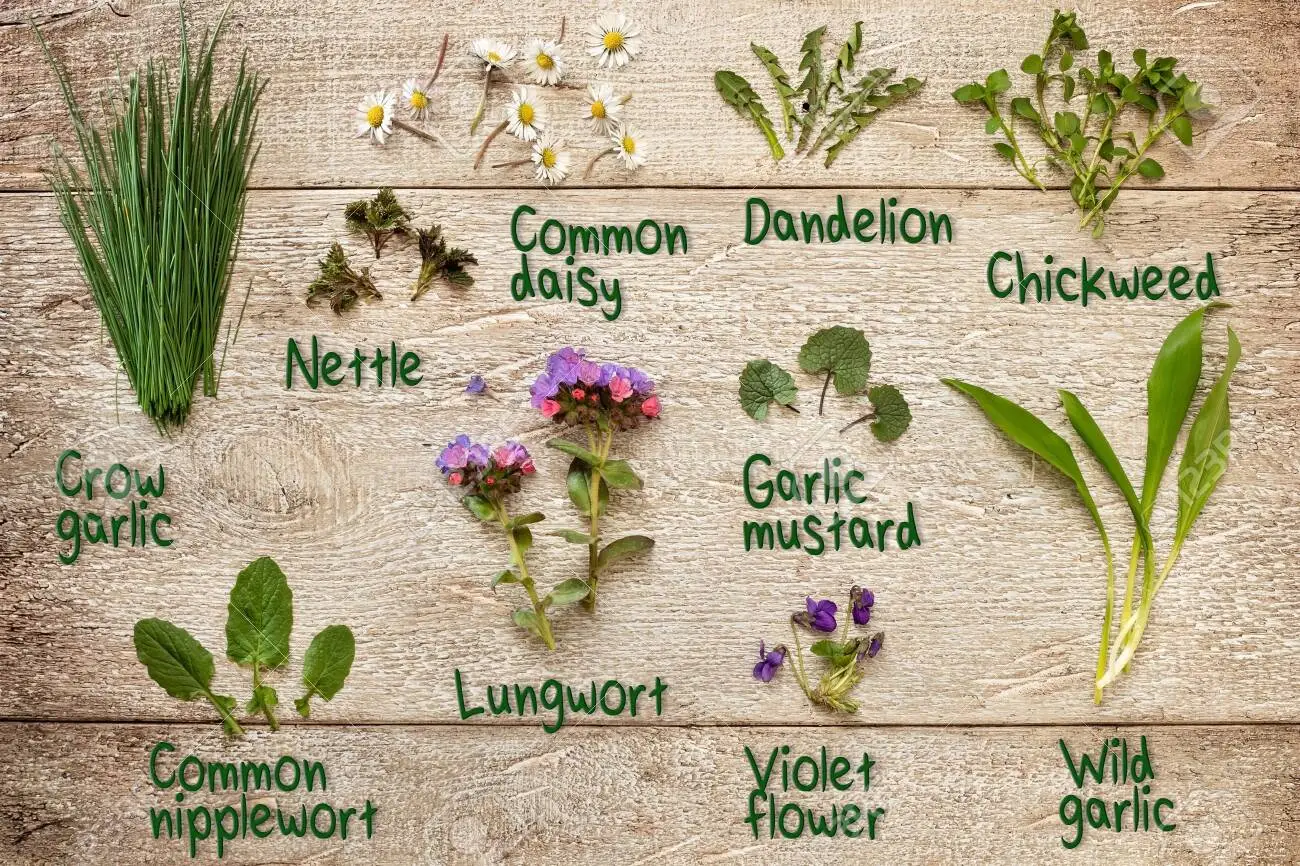 Common
daisy
Dandelion
Chickweed
Nettle
Crow
garlic
Garlic
mustard
Lungwort
Common
nipplewort
Violet
flower
Wild
garlic